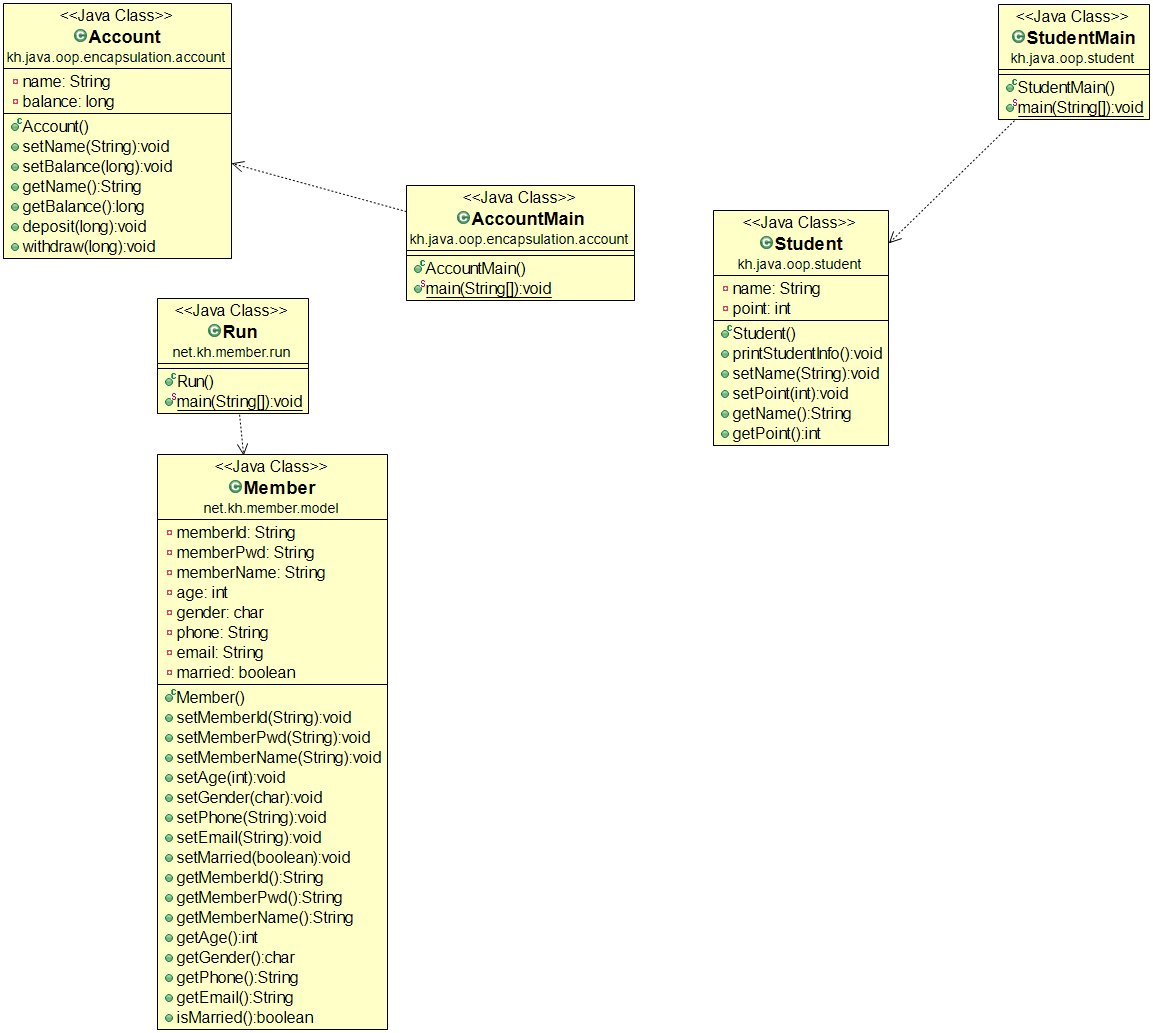 <<Java Class>>
Account
kh.java.oop.encapsulation.account
name: String
balance: long
Account()
setName(String):void
setBalance(long):void
getName():String
getBalance():long
deposit(long):void
withdraw(long):void
<<Java Class>>
AccountMain
kh.java.oop.encapsulation.account
AccountMain()
main(String[]):void
<<Java Class>>
StudentMain
kh.java.oop.student
StudentMain()
main(String[]):void
<<Java Class>>
Student
kh.java.oop.student
name: String
point: int
Student()
printStudentInfo():void
setName(String):void
setPoint(int):void
getName():String
getPoint():int
<<Java Class>>
Run
net.kh.member.run
Run()
main(String[]):void
<<Java Class>>
Member
net.kh.member.model
memberId: String
memberPwd: String
memberName: String
age: int
gender: char
phone: String
email: String
married: boolean
Member()
setMemberId(String):void
setMemberPwd(String):void
setMemberName(String):void
setAge(int):void
setGender(char):void
setPhone(String):void
setEmail(String):void
setMarried(boolean):void
getMemberId():String
getMemberPwd():String
getMemberName():String
getAge():int
getGender():char
getPhone():String
getEmail():String
isMarried():boolean